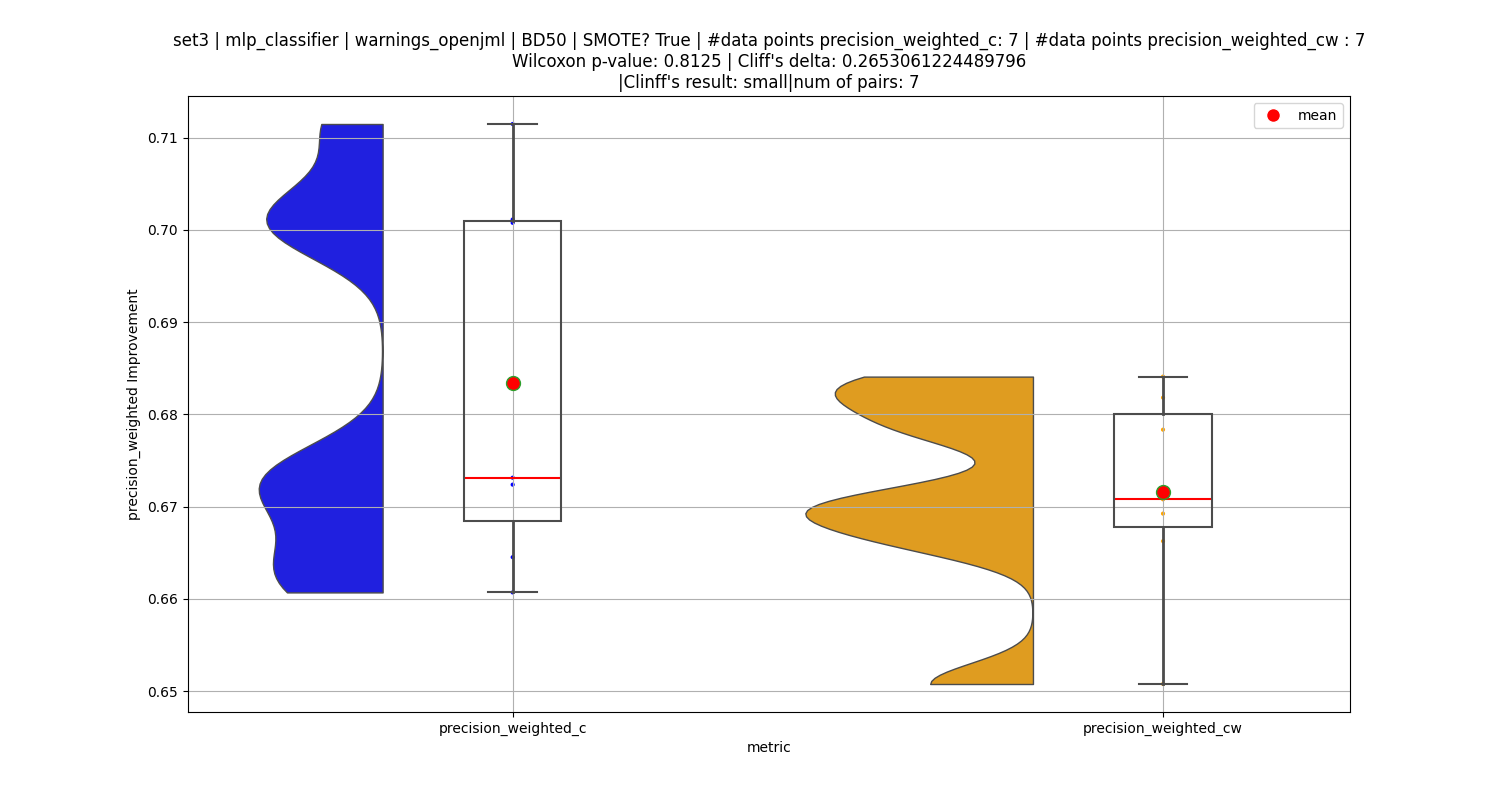 set3 | mlp_classifier | warnings_openjml | BD50 | SMOTE? True | #data points precision_weighted_c: 7 | #data points precision_weighted_cw : 7
Wilcoxon p-value: 0.8125 | Cliff's delta: 0.2653061224489796
|Clinff's result: small|num of pairs: 7
mean
0.71
0.70
0.69
0.68
0.67
0.66
0.65
precision_weighted Improvement
precision_weighted_c
precision_weighted_cw
metric